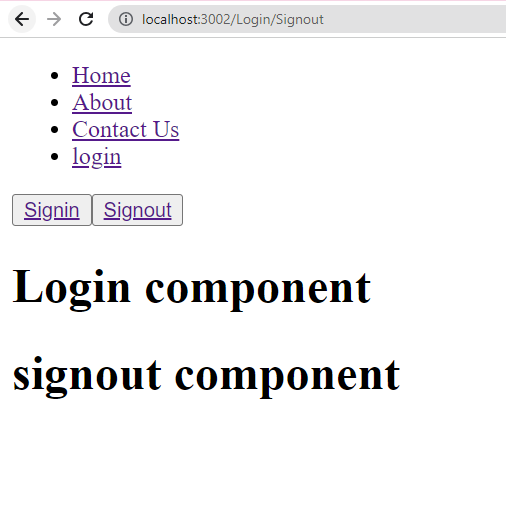 localhost:3002/Login/Signout
Home
About
Contact Us
login
Signin Signout
Login component
signout component